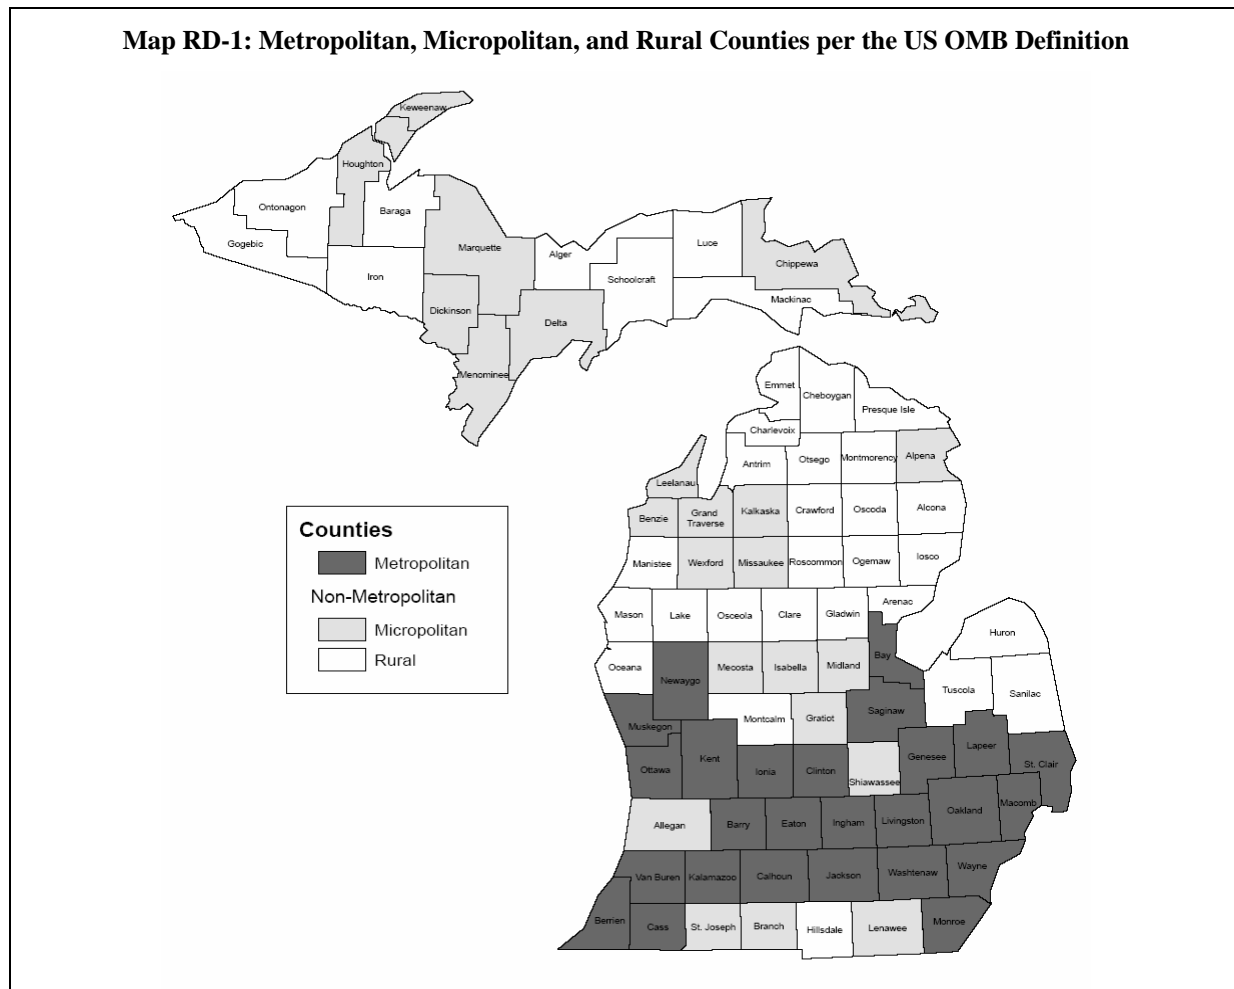 Map RD-1: Metropolitan, Micropolitan, and Rural Counties per the US OMB Definition
Keweenaw
Houghton
Ontonagon
Baraga
Gogebic
Iron
Marquette
Alger
Luce
Chippewa
Schoolcraft
Mackinac
Dickinson
Delta
Menominee
Emmet
Cheboygan
Presque Isle
Charlevoix
Antrim
Otsego
Montmorency
Alpena
Leelanau
Benzie
Grand
Traverse
Kalkaska
Crawford
Oscoda
Alcona
Manistee
Wexford
Missaukee
Roscommon
Ogemaw
Iosco
Counties
Metropolitan
Non-Metropolitan
Micropolitan
Rural
Mason
Lake
Osceola
Clare
Gladwin
Arenac
Huron
Oceana
Newaygo
Mecosta
Isabella
Midland
Bay
Tuscola
Sanilac
Muskegon
Montcalm
Gratiot
Saginaw
Ottawa
Kent
Ionia
Clinton
Shiawassee
Genesee
Lapeer
St. Clair
Allegan
Barry
Eaton
Ingham
Livingston
Oakland
Macomb
Van Buren
Kalamazoo
Calhoun
Jackson
Washtenaw
Wayne
Berrien
Cass
St. Joseph
Branch
Hillsdale
Lenawee
Monroe